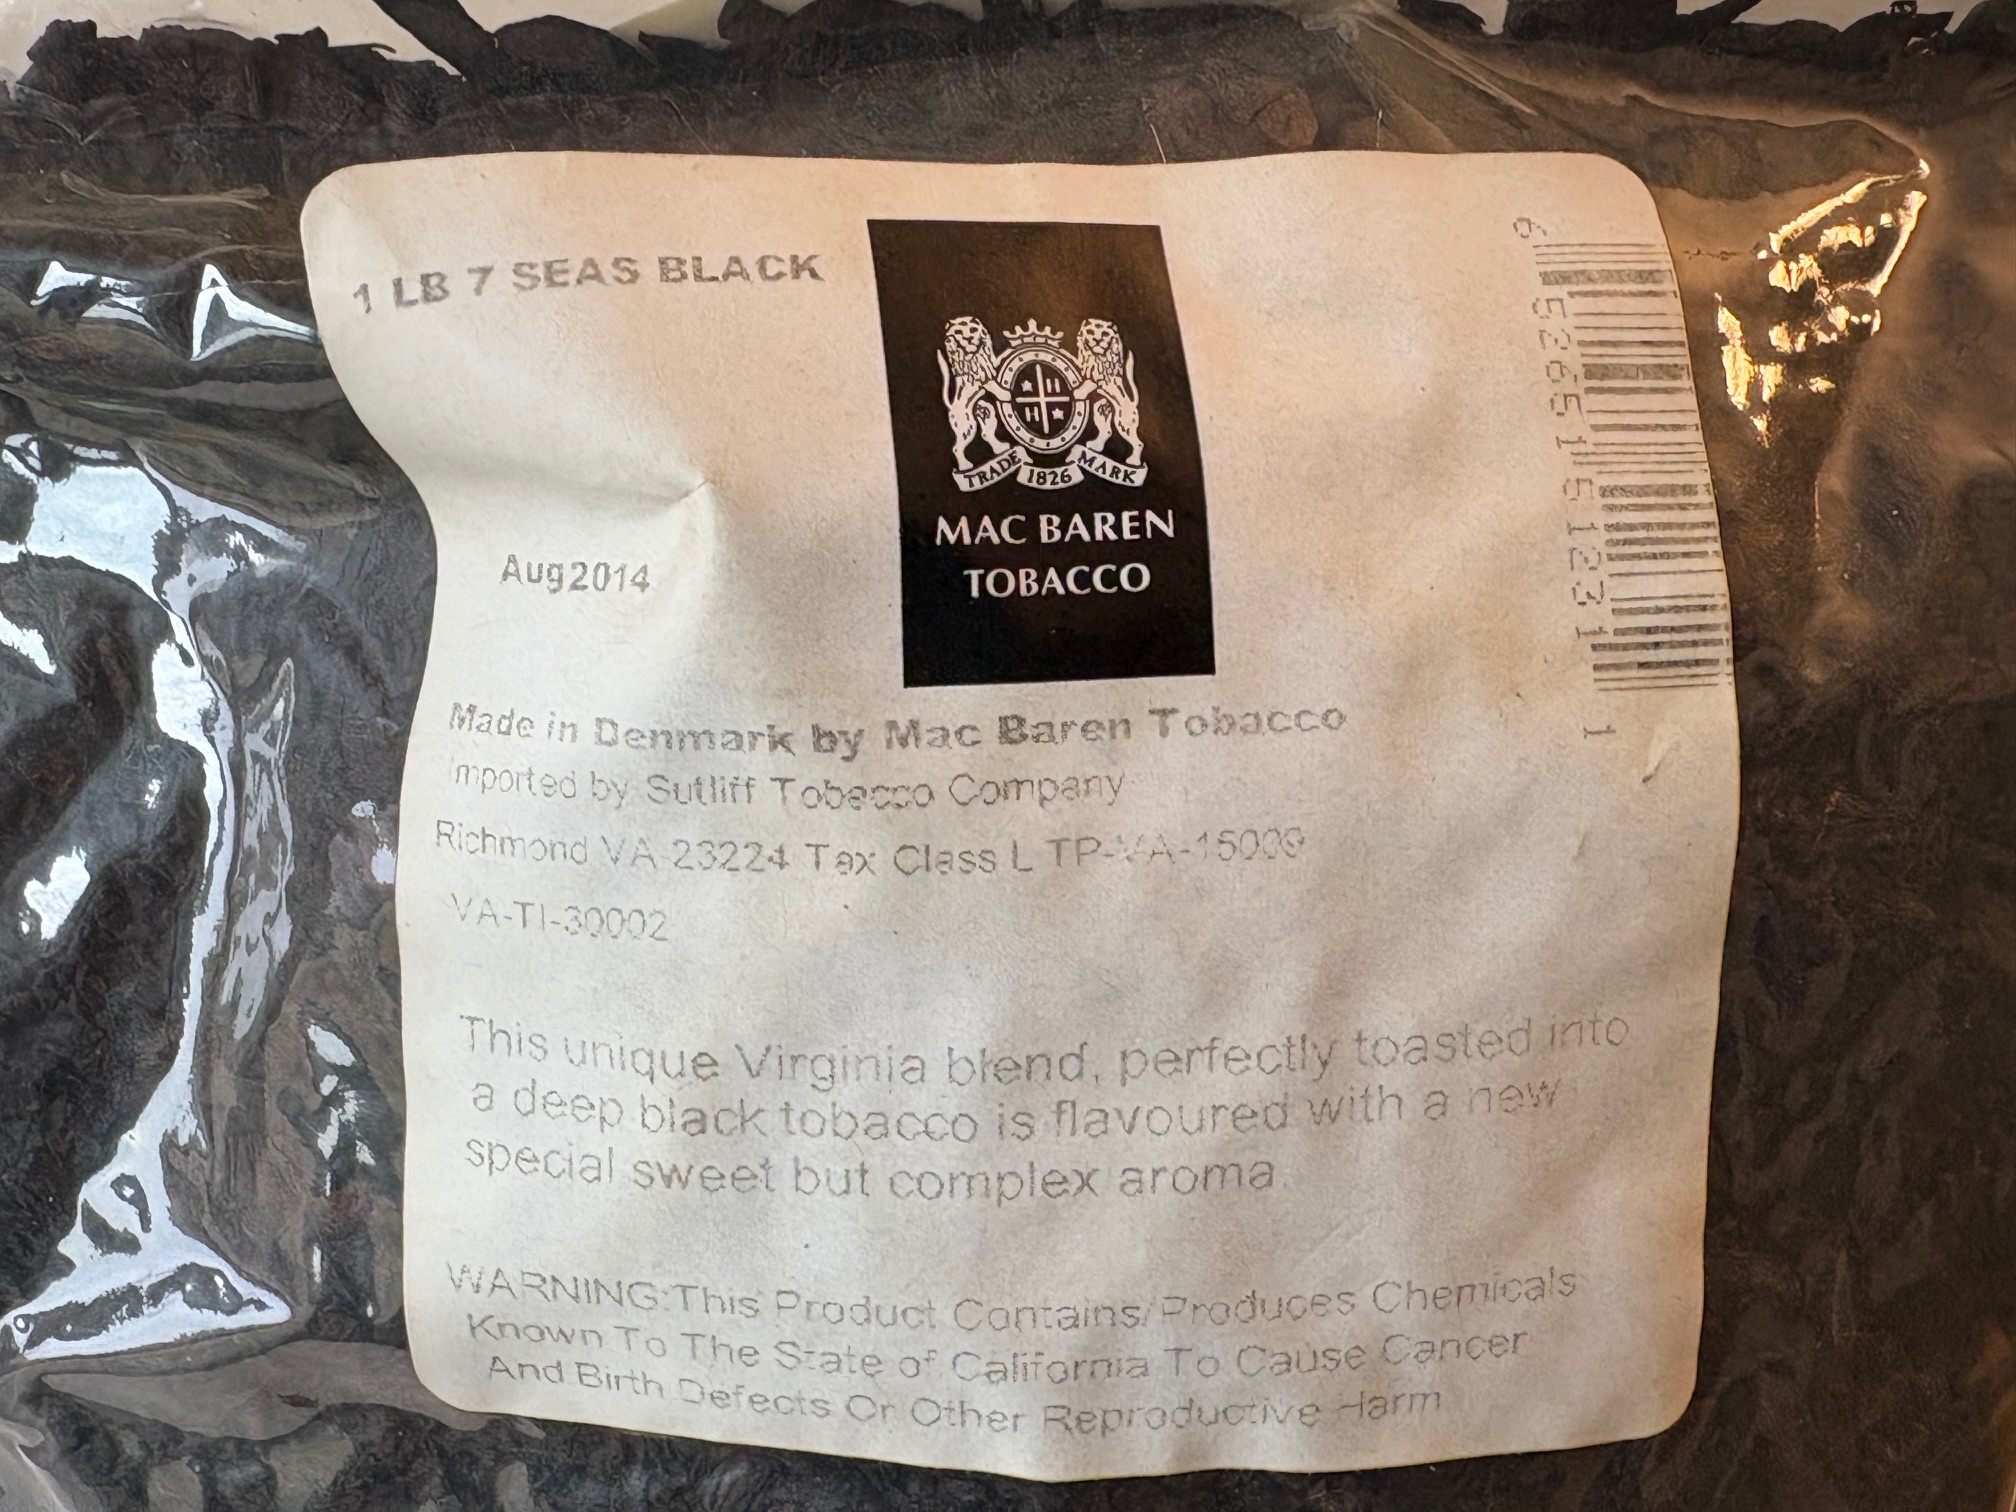 1 LB 7 SEAS BLACK
TRADE 1826 MARK
MAC BAREN
TOBACCO
Aug2014
Made in Denmark by Mac Baren Tobacco
Imported by Sutliff Tobacco Company
Richmond VA 23224 Tax Class L TP-VA-15009
VA-TI-30002
This unique Virginia blend, perfectly toasted into
a deep black tobacco is flavoured with a new
special sweet but complex aroma.
WARNING:This Product Contains/Produces Chemicals
Known To The State of California To Cause Cancer
And Birth Defects Or Other Reproductive Harm